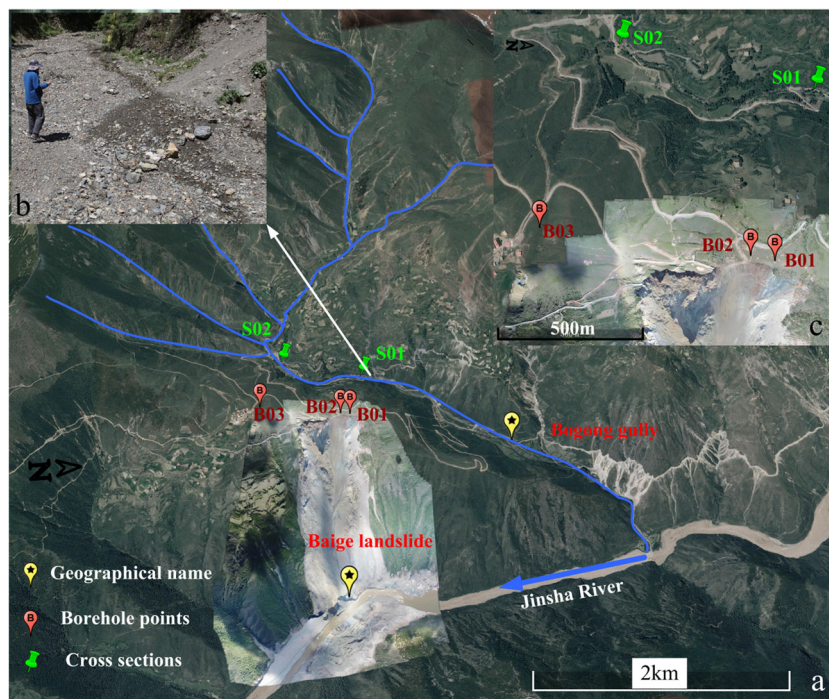 b
N
S02
S01
B03
B02
B01
500m
c
S02
S01
B03
B02
B01
Bogong gully
N
Baige landslide
Geographical name
Jinsha River
Borehole points
Cross sections
2km
a